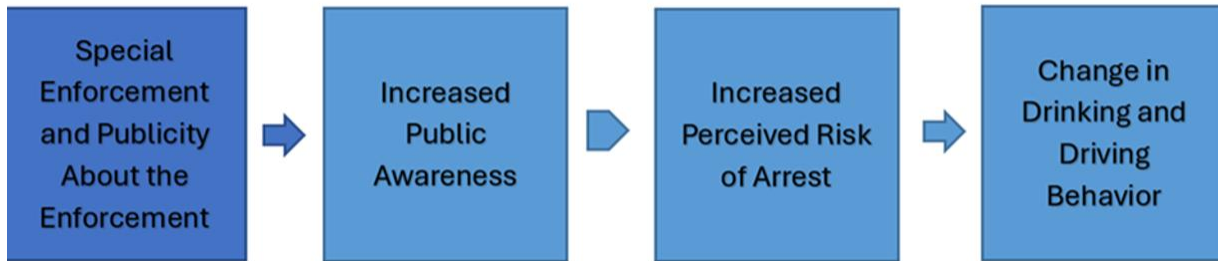 Special
Enforcement
and Publicity
About the
Enforcement
Increased
Public
Awareness
Increased
Perceived Risk
of Arrest
Change in
Drinking and
Driving
Behavior